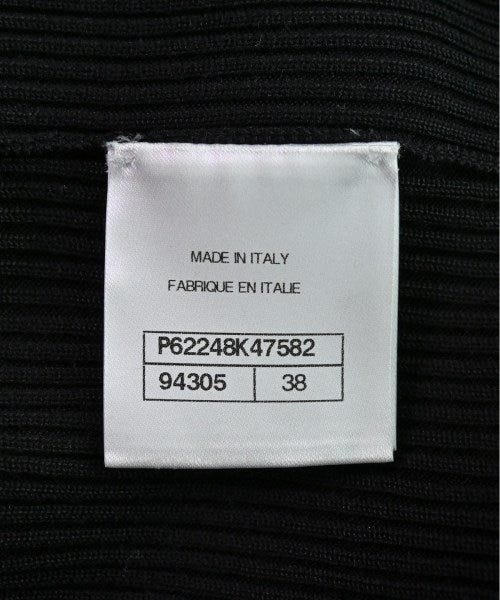 MADE IN ITALY
FABRIQUE EN ITALIE
P62248K47582
94305 38